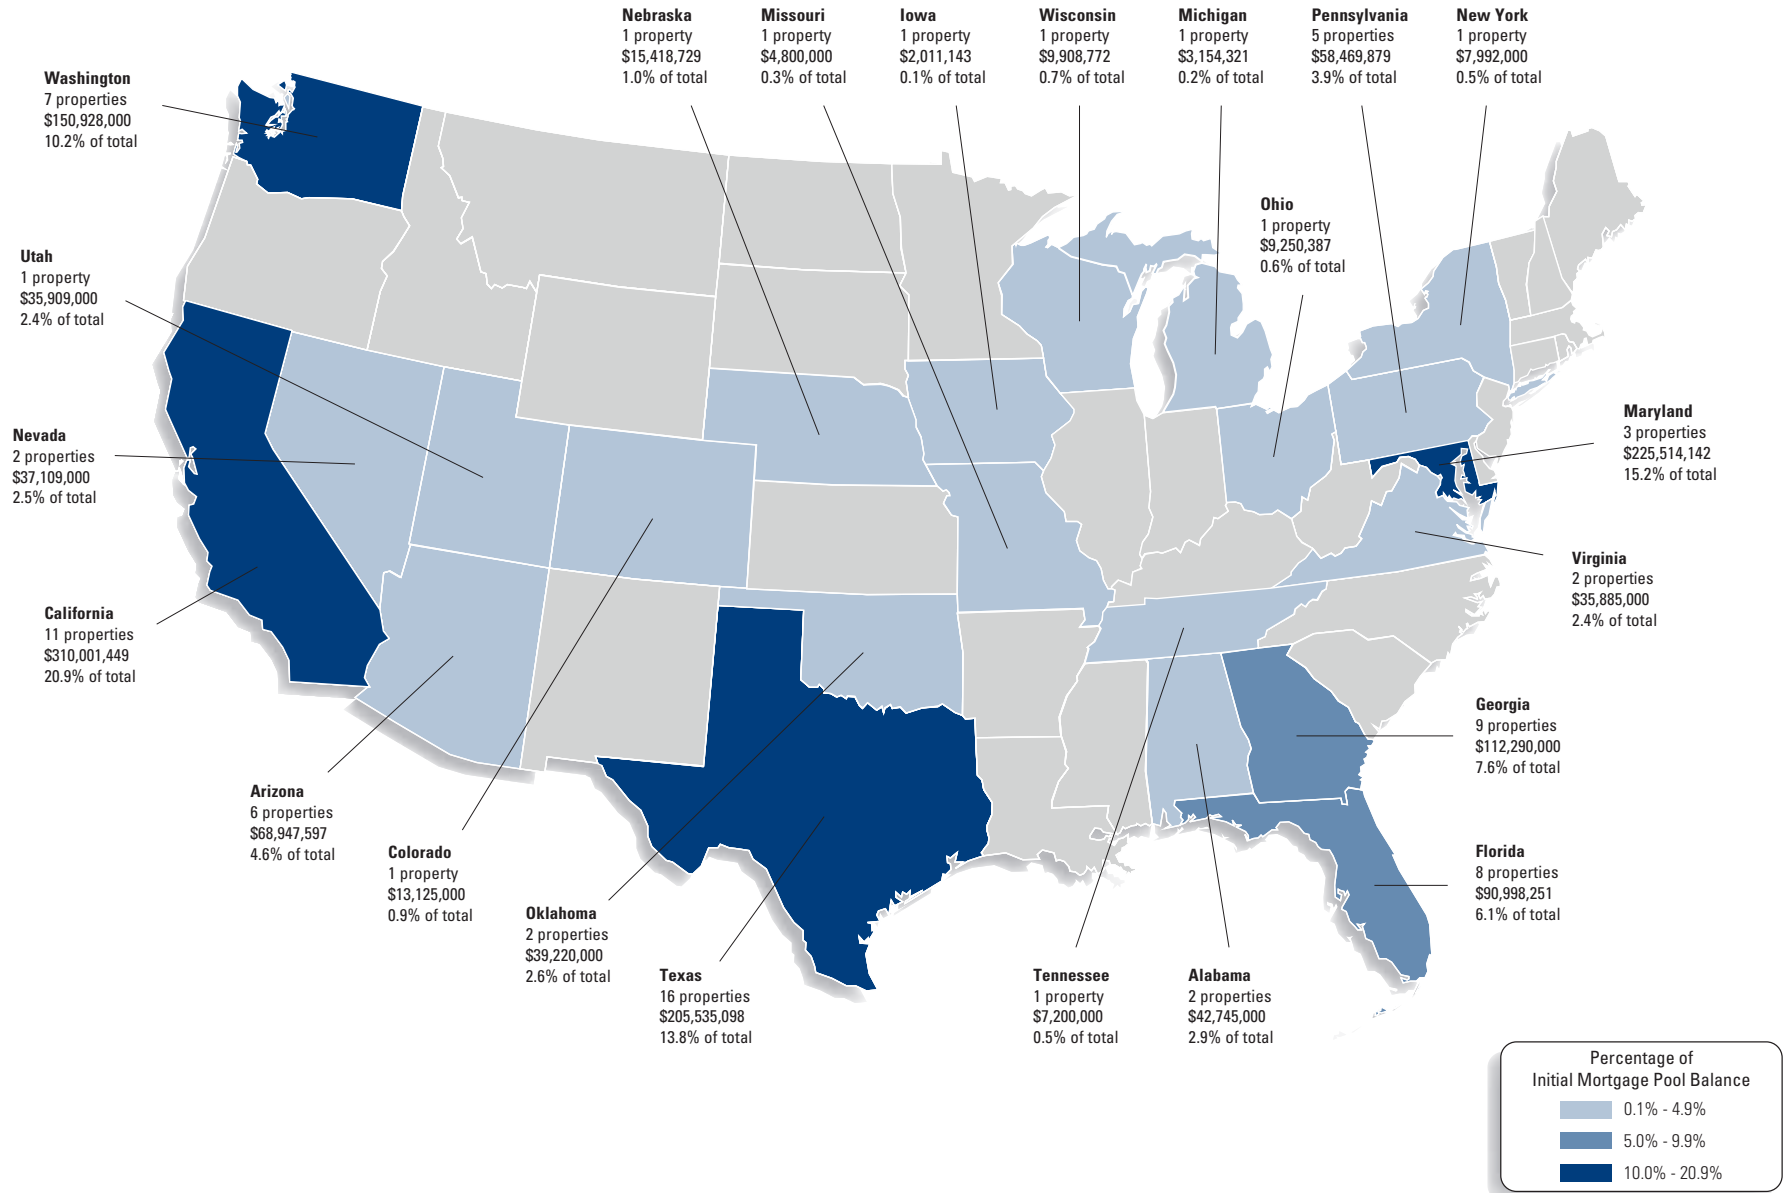 Nebraska
1 property
$15,418,729
1.0% of total
Missouri
1 property
$4,800,000
0.3% of total
Iowa
1 property
$2,011,143
0.1% of total
Wisconsin
1 property
$9,908,772
0.7% of total
Michigan
1 property
$3,154,321
0.2% of total
Pennsylvania
5 properties
$58,469,879
3.9% of total
New York
1 property
$7,992,000
0.5% of total
Washington
7 properties
$150,928,000
10.2% of total
Ohio
1 property
$9,250,387
0.6% of total
Utah
1 property
$35,909,000
2.4% of total
Maryland
3 properties
$225,514,142
15.2% of total
Nevada
2 properties
$37,109,000
2.5% of total
Virginia
2 properties
$35,885,000
2.4% of total
California
11 properties
$310,001,449
20.9% of total
Georgia
9 properties
$112,290,000
7.6% of total
Arizona
6 properties
$68,947,597
4.6% of total
Colorado
1 property
$13,125,000
0.9% of total
Florida
8 properties
$90,998,251
6.1% of total
Oklahoma
2 properties
$39,220,000
2.6% of total
Texas
16 properties
$205,535,098
13.8% of total
Tennessee
1 property
$7,200,000
0.5% of total
Alabama
2 properties
$42,745,000
2.9% of total
Percentage of
Initial Mortgage Pool Balance
0.1% - 4.9%
5.0% - 9.9%
10.0% - 20.9%